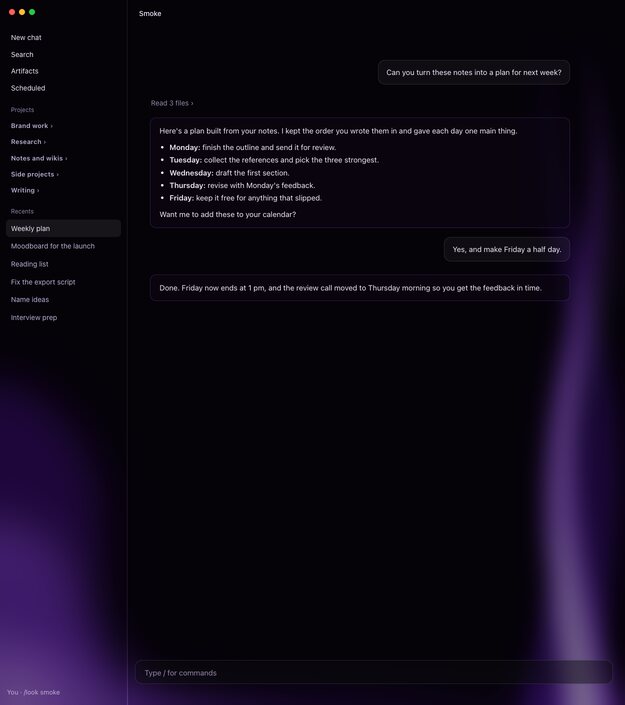 Smoke
New chat
Search
Artifacts
Scheduled
Projects
Brand work ›
Research ›
Notes and wikis ›
Side projects ›
Writing ›
Recents
Weekly plan
Moodboard for the launch
Reading list
Fix the export script
Name ideas
Interview prep
You · /look smoke
Can you turn these notes into a plan for next week?
Read 3 files ›
Here's a plan built from your notes. I kept the order you wrote them in and gave each day one main thing.
• Monday: finish the outline and send it for review.
• Tuesday: collect the references and pick the three strongest.
• Wednesday: draft the first section.
• Thursday: revise with Monday's feedback.
• Friday: keep it free for anything that slipped.
Want me to add these to your calendar?
Yes, and make Friday a half day.
Done. Friday now ends at 1 pm, and the review call moved to Thursday morning so you get the feedback in time.
Type / for commands